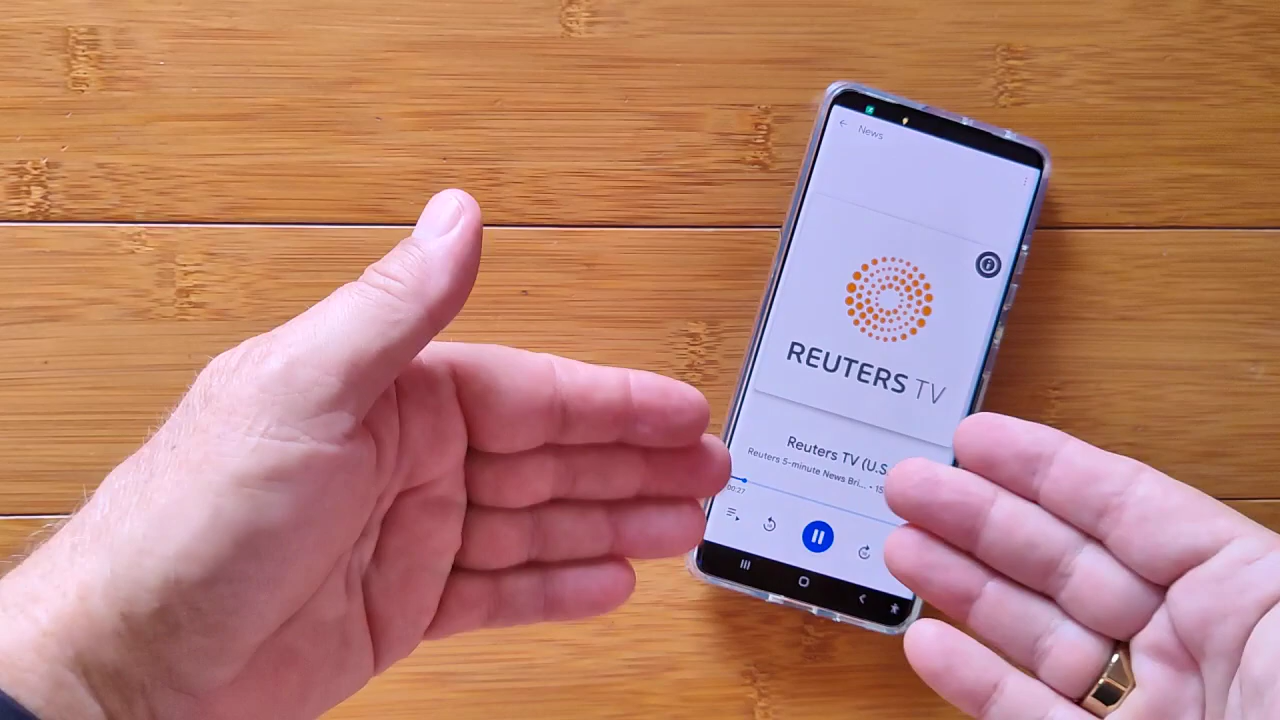 News
REUTERS TV
Reuters TV (U.S.
Reuters 5-minute News Bri... • 15
00:27